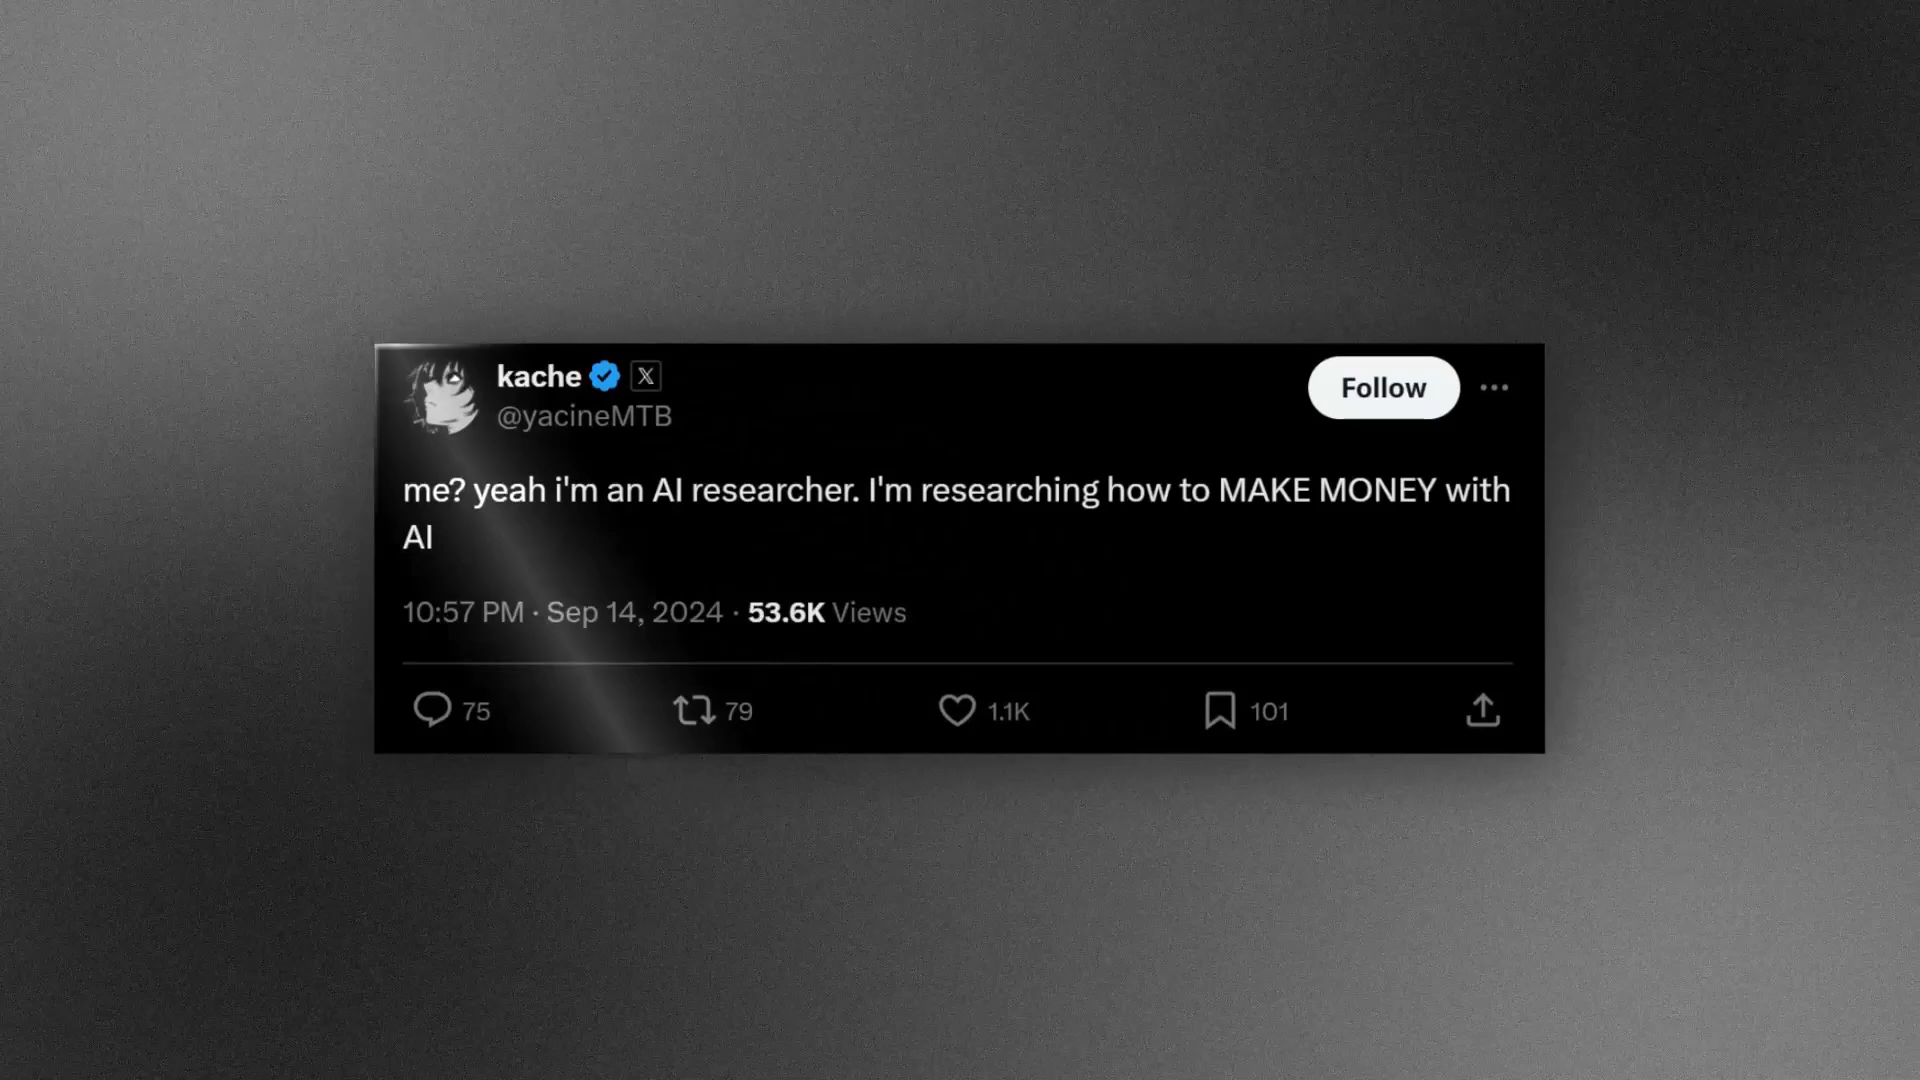 kache
@yacineMTB
Follow
me? yeah i'm an AI researcher. I'm researching how to MAKE MONEY with
AI
10:57 PM · Sep 14, 2024 · 53.6K Views
75 79 1.1K 101